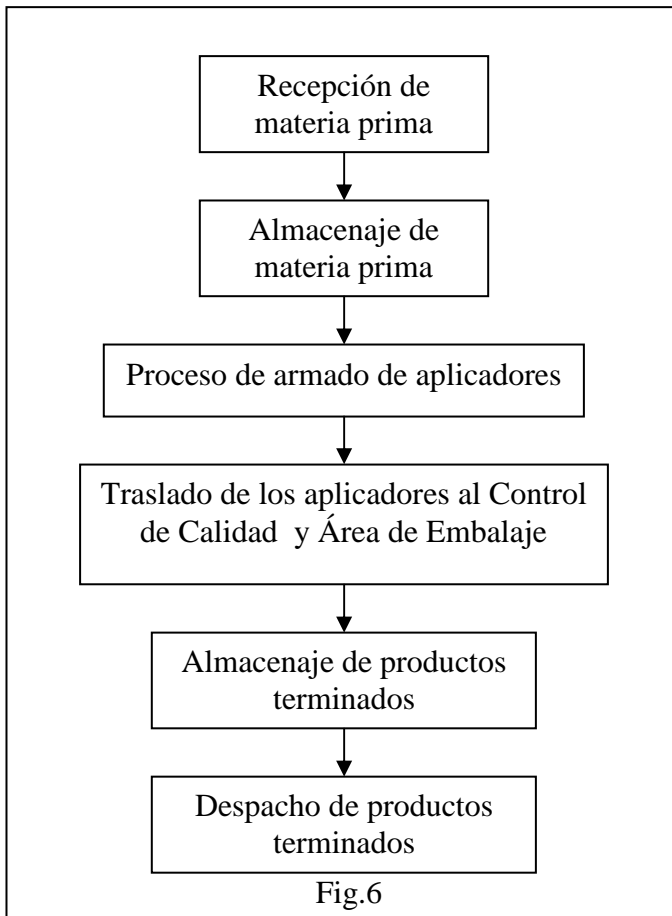 Recepción de
materia prima
Almacenaje de
materia prima
Proceso de armado de aplicadores
Traslado de los aplicadores al Control
de Calidad y Área de Embalaje
Almacenaje de productos
terminados
Despacho de productos
terminados
Fig.6